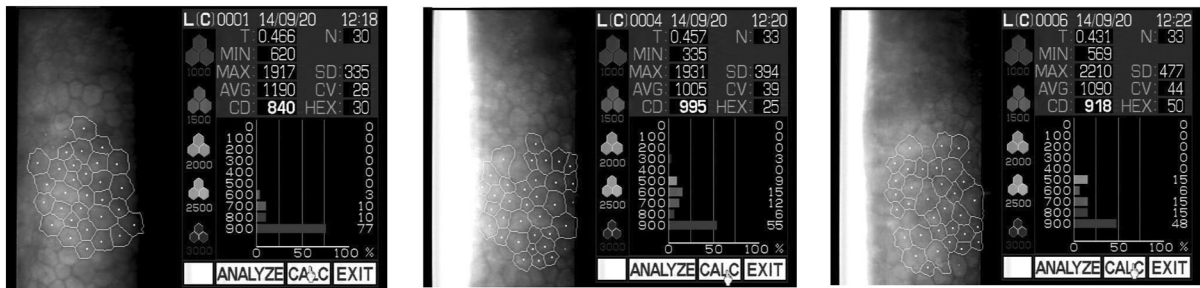 L(C)0001 14/09/20 12:18
T: 0.466 N: 30
MIN: 620
MAX: 1917 SD: 335
AVG: 1190 CV: 28
CD: 840 HEX: 30
1000
1500
2000
2500
3000
0 0
100 0
200 0
300 0
400 0
500 0
600 3
700 10
800 10
900 77
0 50 100 %
ANALYZE CALC EXIT
L(C)0004 14/09/20 12:20
T: 0.457 N: 33
MIN: 335
MAX: 1931 SD: 394
AVG: 1005 CV: 39
CD: 995 HEX: 25
1000
1500
2000
2500
3000
0 0
100 0
200 0
300 3
400 0
500 9
600 15
700 12
800 6
900 55
0 50 100 %
ANALYZE CALC EXIT
L(C)0006 14/09/20 12:22
T: 0.431 N: 33
MIN: 569
MAX: 2210 SD: 477
AVG: 1090 CV: 44
CD: 918 HEX: 50
1000
1500
2000
2500
3000
0 0
100 0
200 0
300 0
400 0
500 15
600 6
700 15
800 15
900 48
0 50 100 %
ANALYZE CALC EXIT